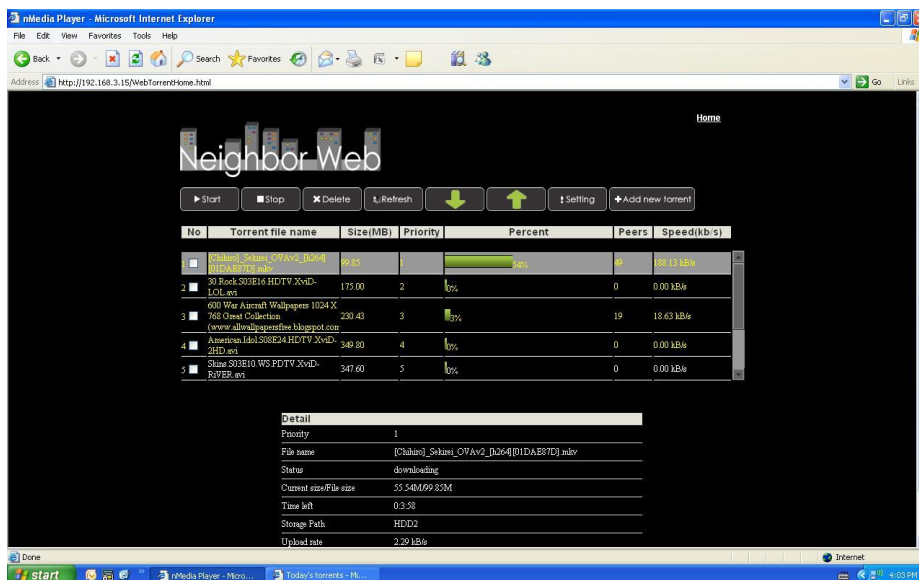 nMedia Player - Microsoft Internet Explorer
File Edit View Favorites Tools Help
Back Search Favorites
Address http://192.168.3.15/WebTorrentHome.html Go Links
Home
Neighbor Web
Start Stop Delete Refresh Setting Add new torrent
No Torrent file name Size(MB) Priority Percent Peers Speed(kb/s)
1 [Chihiro]_Sekirei_OVAv2_[h264] 99.85 1 54% 49 188.13 kB/s
[01DAE87D].mkv
2 30.Rock.S03E16.HDTV.XviD- 175.00 2 0% 0 0.00 kB/s
LOL.avi
600 War Aircraft Wallpapers 1024 X
3 768 Great Collection 230.43 3 3% 19 18.63 kB/s
(www.allwallpapersfree.blogspot.com
4 American.Idol.S08E24.HDTV.XviD- 349.80 4 0% 0 0.00 kB/s
2HD.avi
5 Skins.S03E10.WS.PDTV.XviD- 347.60 5 0% 0 0.00 kB/s
RiVER.avi
Detail
Priority 1
File name [Chihiro]_Sekirei_OVAv2_[h264][01DAE87D].mkv
Status downloading
Current size/File size 55.54M/99.85M
Time left 0:3:58
Storage Path HDD2
Upload rate 2.29 kB/s
Done Internet
start nMedia Player - Micro... Today's torrents - Mi... 4:03 PM